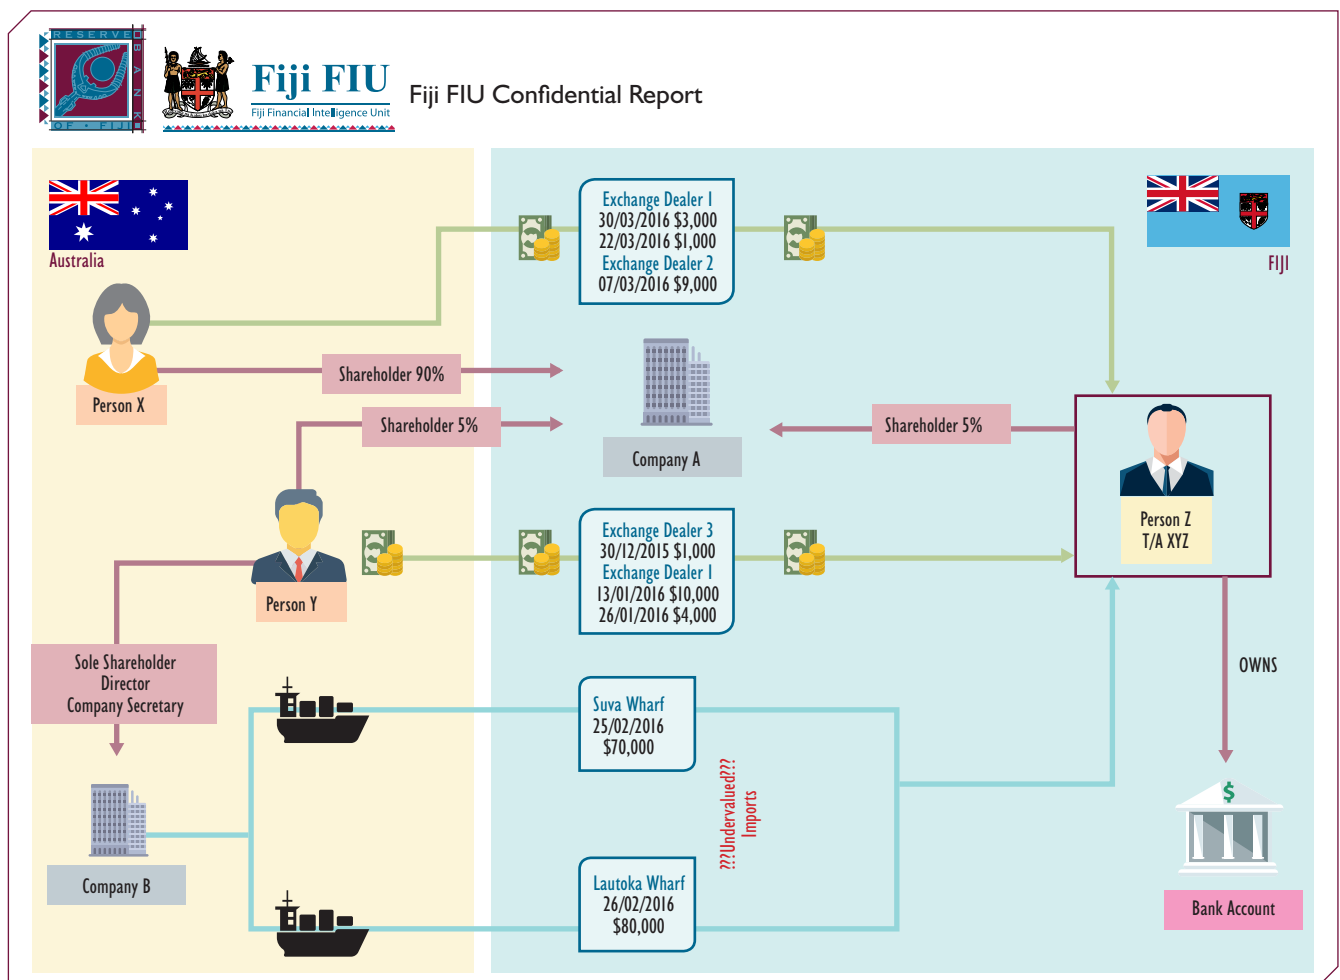 RESERVE
BANK
OF • FIJI
Fiji FIU
Fiji Financial Intelligence Unit
Fiji FIU Confidential Report
Australia
FIJI
Exchange Dealer 1
30/03/2016 $3,000
22/03/2016 $1,000
Exchange Dealer 2
07/03/2016 $9,000
Person X
Shareholder 90%
Shareholder 5%
Company A
Shareholder 5%
Person Z
T/A XYZ
Person Y
Exchange Dealer 3
30/12/2015 $1,000
Exchange Dealer 1
13/01/2016 $10,000
26/01/2016 $4,000
Sole Shareholder
Director
Company Secretary
OWNS
Suva Wharf
25/02/2016
$70,000
???Undervalued???
Imports
$
Company B
Lautoka Wharf
26/02/2016
$80,000
Bank Account